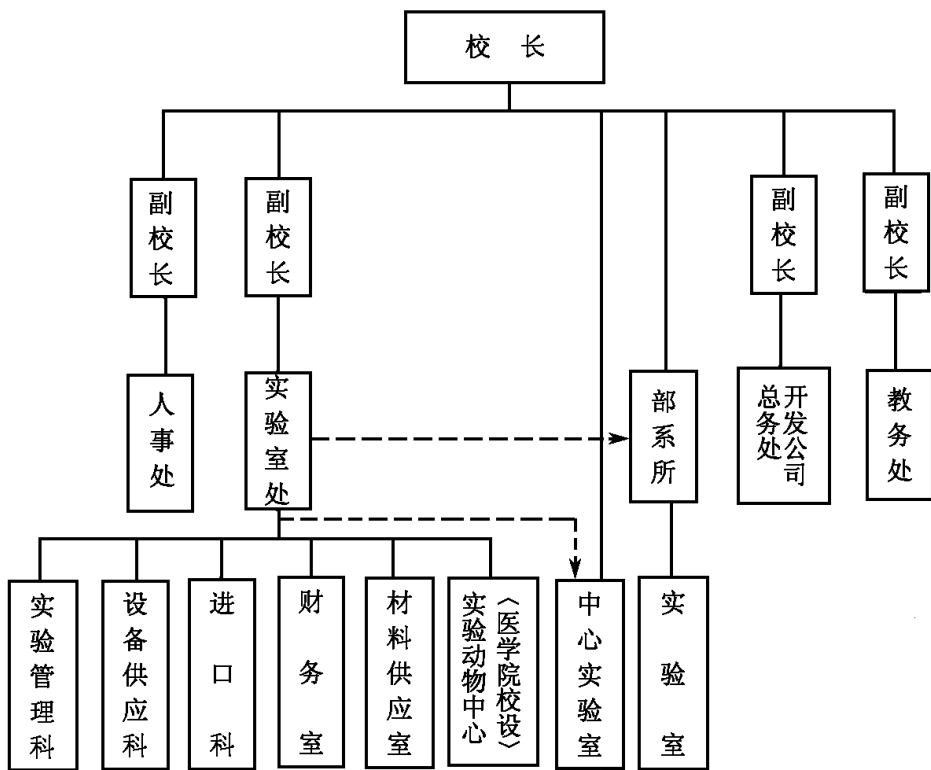 校长
副校长
副校长
副校长
副校长
人事处
实验室处
部系所
开发公司
总务处
教务处
实验管理科
设备供应科
进口科
财务室
材料供应室
〈医学院校设〉
实验动物中心
中心实验室
实验室